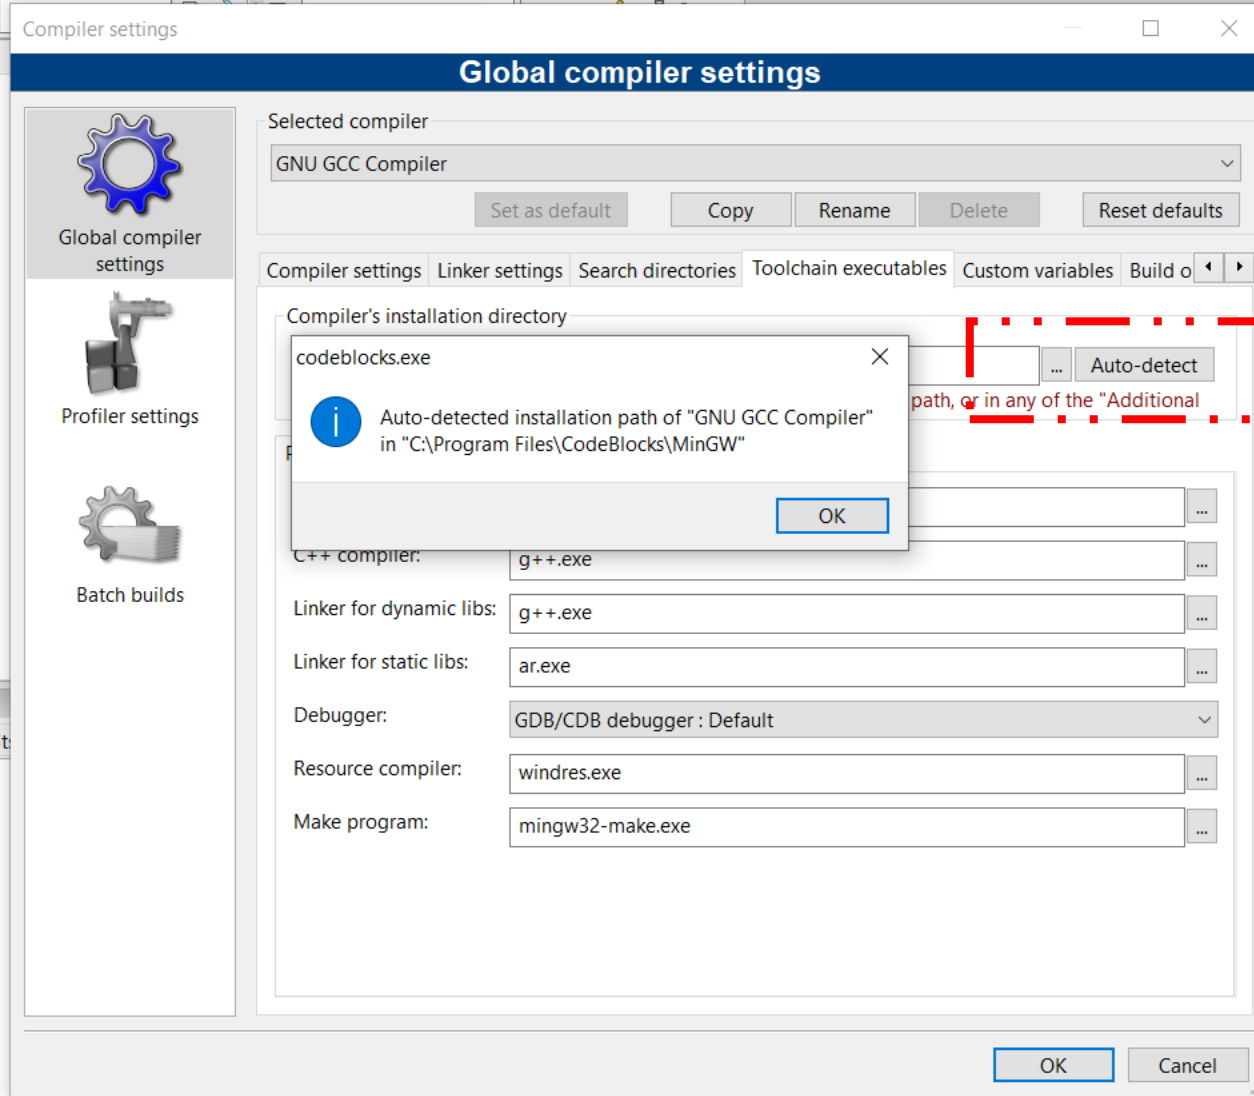 Compiler settings
Global compiler settings
Global compiler
settings
Profiler settings
Batch builds
Selected compiler
GNU GCC Compiler
Set as default
Copy
Rename
Delete
Reset defaults
Compiler settings
Linker settings
Search directories
Toolchain executables
Custom variables
Build o
Compiler's installation directory
...
Auto-detect
path, or in any of the "Additional
codeblocks.exe
Auto-detected installation path of "GNU GCC Compiler"
in "C:\Program Files\CodeBlocks\MinGW"
OK
...
C++ compiler:
g++.exe
...
Linker for dynamic libs:
g++.exe
...
Linker for static libs:
ar.exe
...
Debugger:
GDB/CDB debugger : Default
Resource compiler:
windres.exe
...
Make program:
mingw32-make.exe
...
OK
Cancel